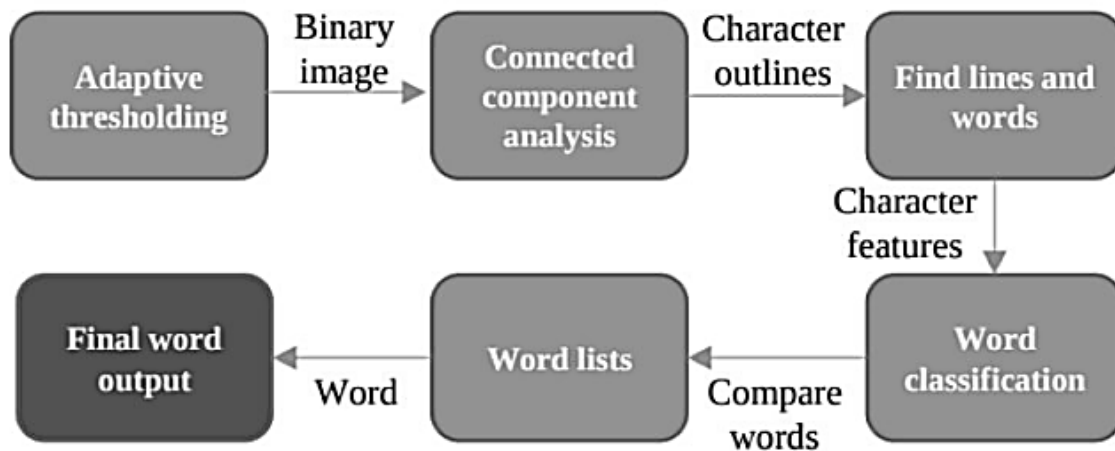 Adaptive
thresholding
Binary
image
Connected
component
analysis
Character
outlines
Find lines and
words
Character
features
Word
classification
Compare
words
Word lists
Word
Final word
output